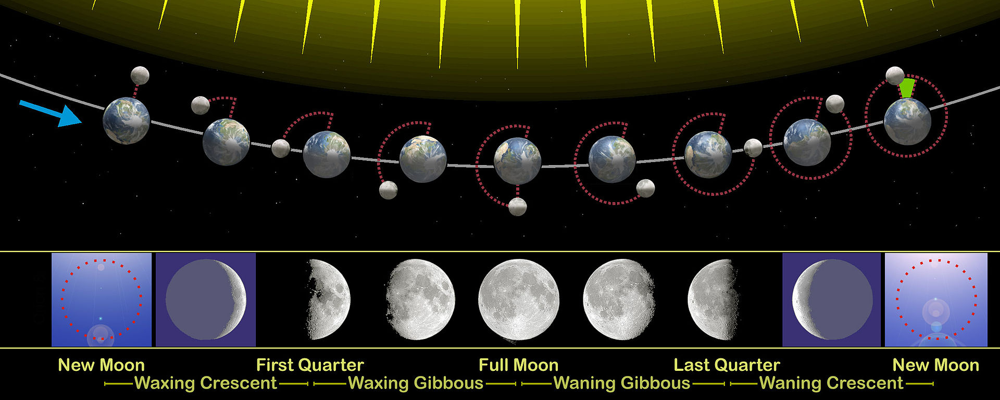 New Moon First Quarter Full Moon Last Quarter New Moon
Waxing Crescent Waxing Gibbous Waning Gibbous Waning Crescent